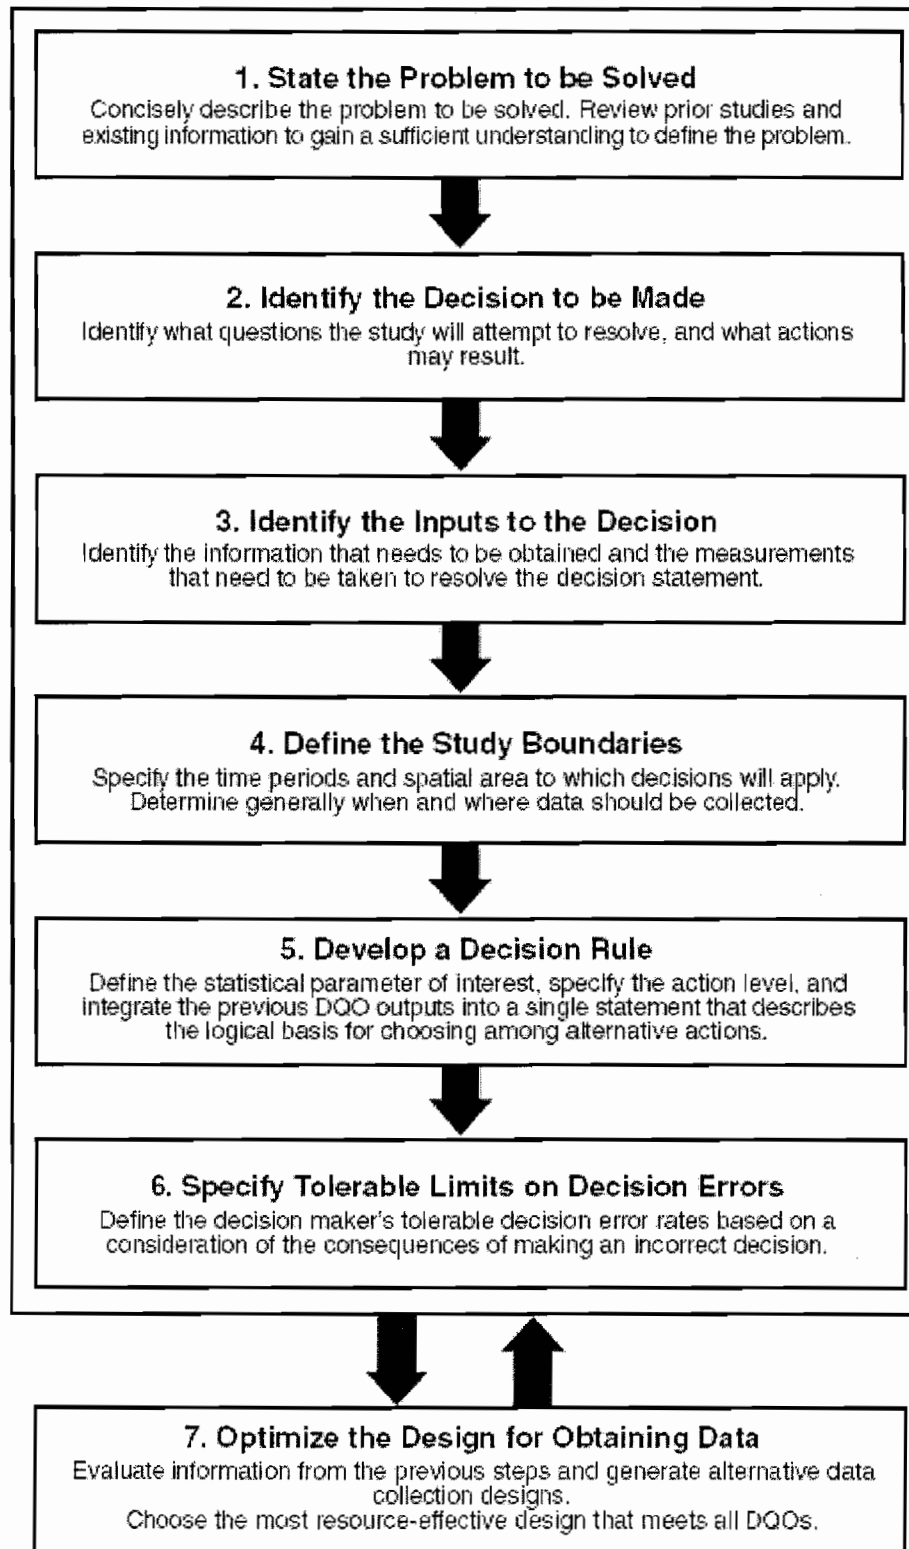 1. State the Problem to be Solved
Concisely describe the problem to be solved. Review prior studies and
existing information to gain a sufficient understanding to define the problem.
2. Identify the Decision to be Made
Identify what questions the study will attempt to resolve, and what actions
may result.
3. Identify the Inputs to the Decision
Identify the information that needs to be obtained and the measurements
that need to be taken to resolve the decision statement.
4. Define the Study Boundaries
Specify the time periods and spatial area to which decisions will apply.
Determine generally when and where data should be collected.
5. Develop a Decision Rule
Define the statistical parameter of interest, specify the action level, and
integrate the previous DQO outputs into a single statement that describes
the logical basis for choosing among alternative actions.
6. Specify Tolerable Limits on Decision Errors
Define the decision maker's tolerable decision error rates based on a
consideration of the consequences of making an incorrect decision.
7. Optimize the Design for Obtaining Data
Evaluate information from the previous steps and generate alternative data
collection designs.
Choose the most resource-effective design that meets all DQOs.